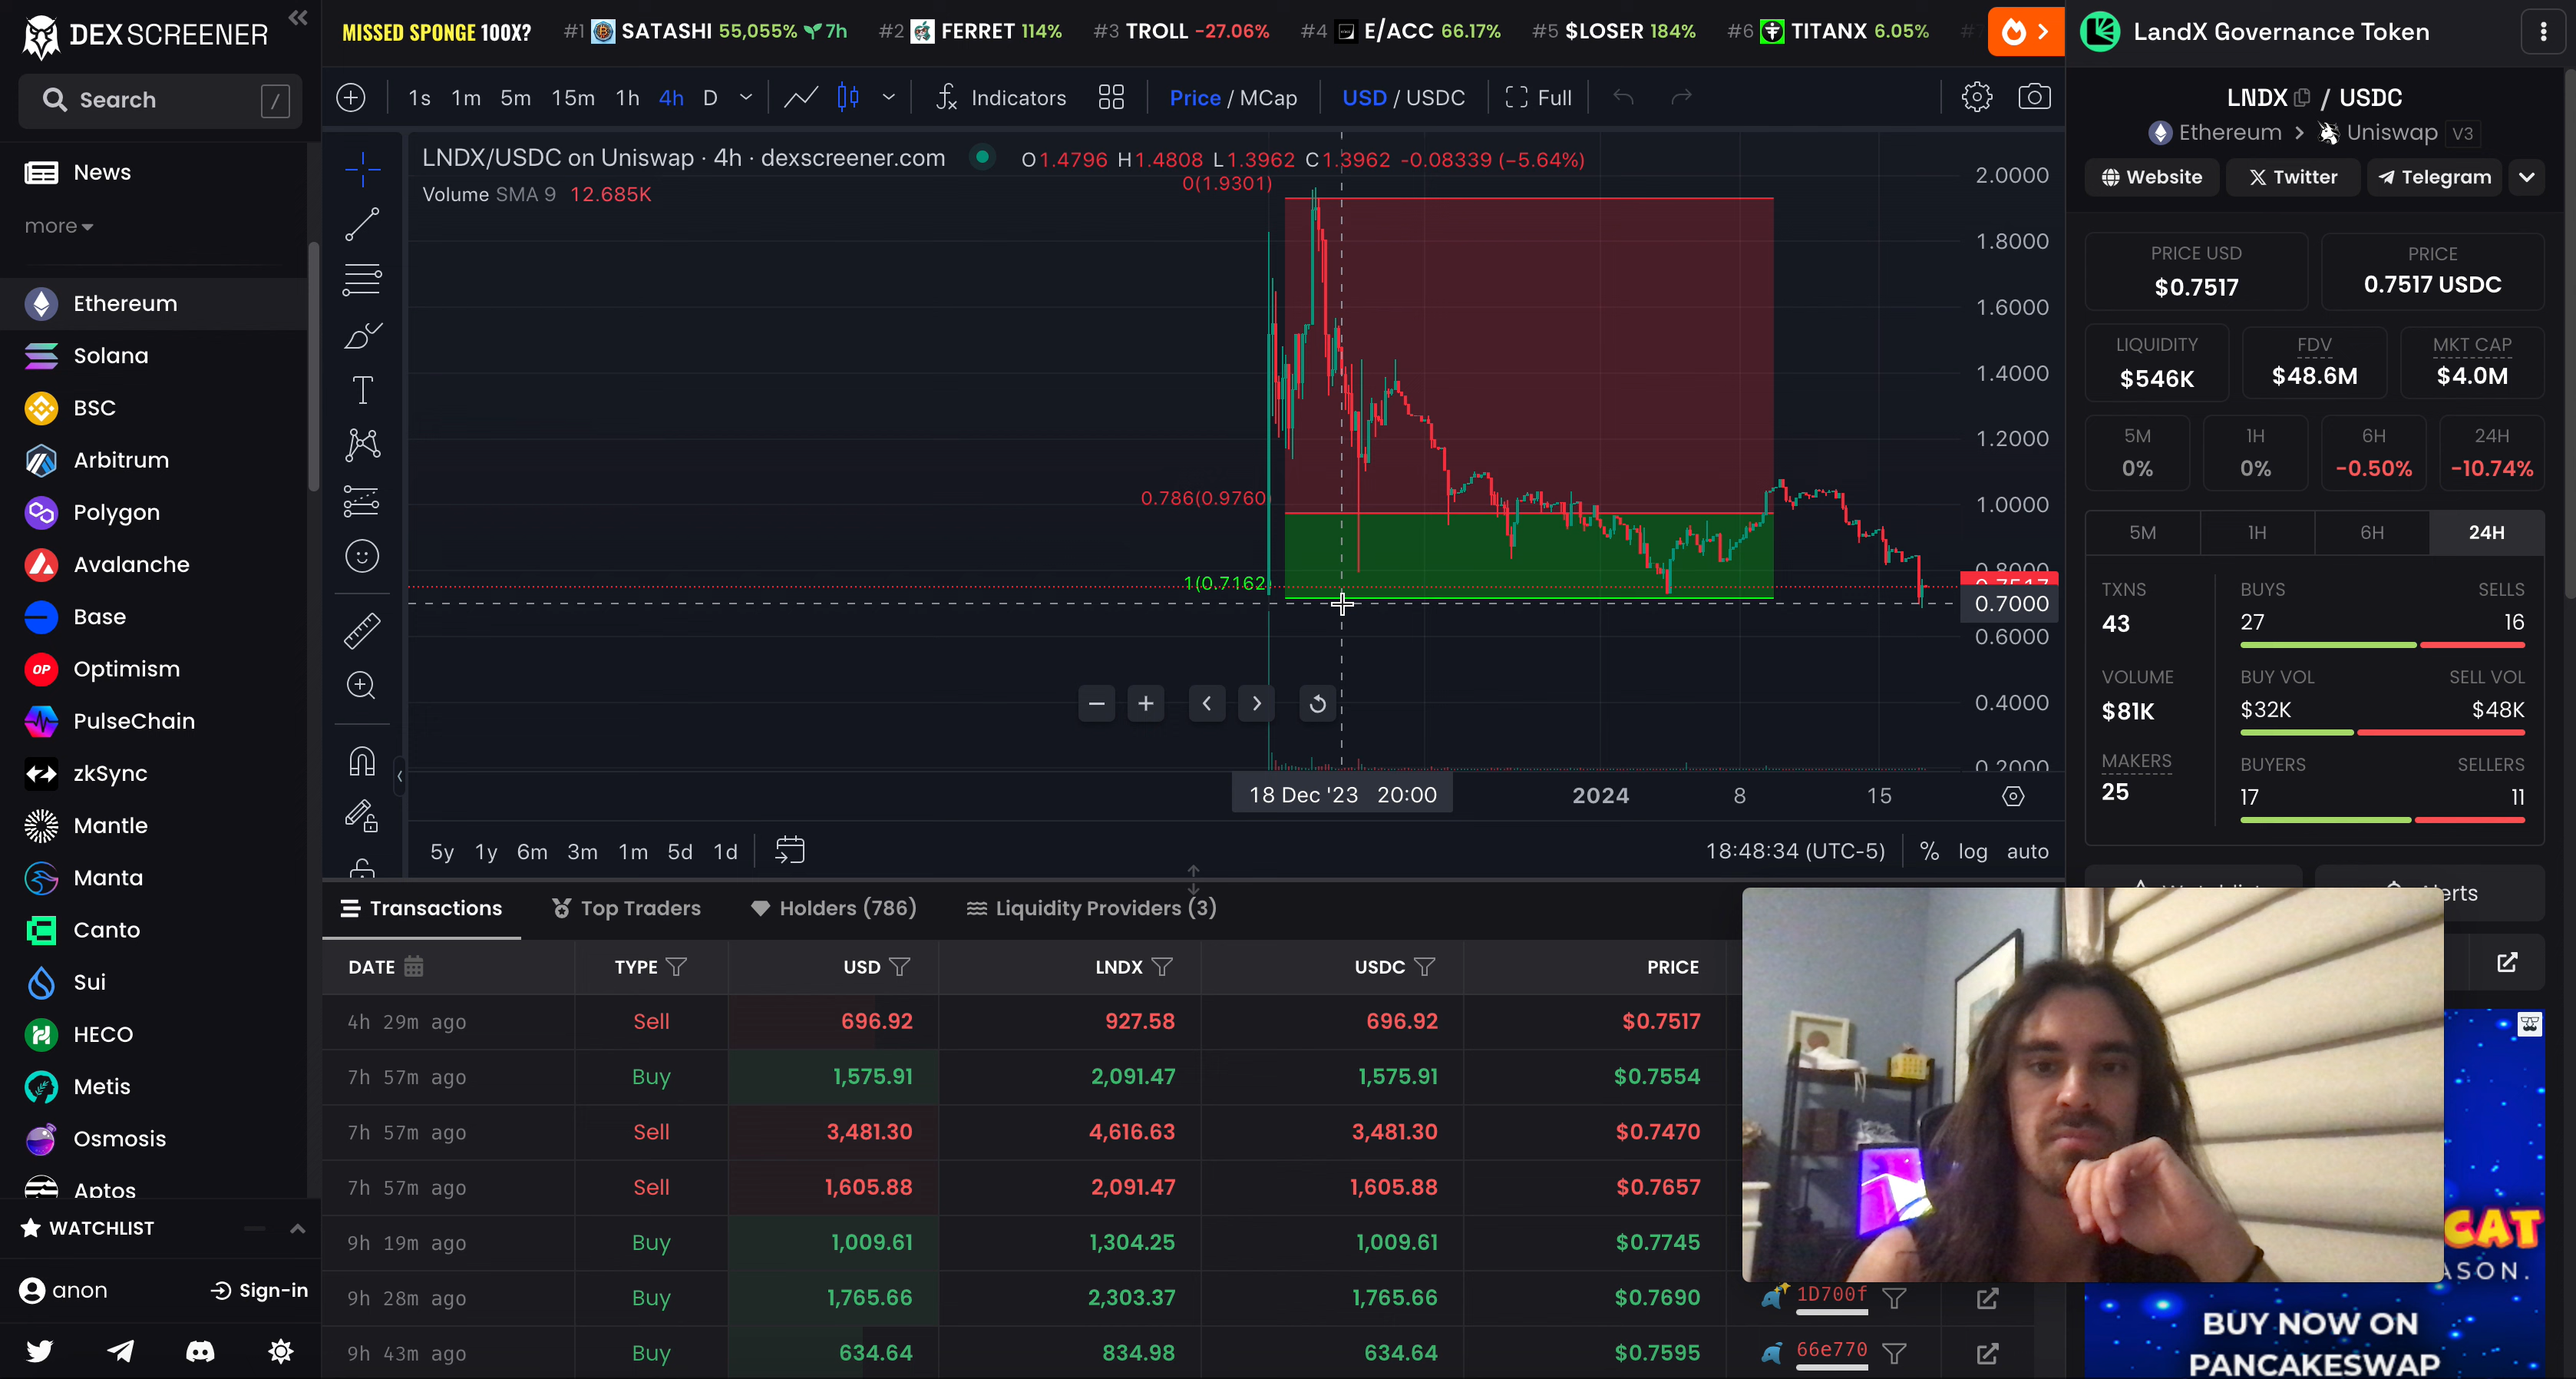 DEX SCREENER
Search /
News
more
Ethereum
Solana
BSC
Arbitrum
Polygon
Avalanche
Base
Optimism
PulseChain
zkSync
Mantle
Manta
Canto
Sui
HECO
Metis
Osmosis
Aptos
WATCHLIST
anon Sign-in
MISSED SPONGE 100X? #1 SATASHI 55,055% 7h #2 FERRET 114% #3 TROLL -27.06% #4 E/ACC 66.17% #5 $LOSER 184% #6 TITANX 6.05%
1s 1m 5m 15m 1h 4h D Indicators Price / MCap USD / USDC Full
LNDX/USDC on Uniswap · 4h · dexscreener.com O1.4796 H1.4808 L1.3962 C1.3962 -0.08339 (-5.64%)
Volume SMA 9 12.685K
0(1.9301)
0.786(0.9760)
1(0.7162)
2.0000
1.8000
1.6000
1.4000
1.2000
1.0000
0.8000
0.7517
0.7000
0.6000
0.4000
0.2000
18 Dec '23 20:00 2024 8 15
5y 1y 6m 3m 1m 5d 1d 18:48:34 (UTC-5) % log auto
Transactions Top Traders Holders (786) Liquidity Providers (3)
DATE TYPE USD LNDX USDC PRICE
4h 29m ago Sell 696.92 927.58 696.92 $0.7517
7h 57m ago Buy 1,575.91 2,091.47 1,575.91 $0.7554
7h 57m ago Sell 3,481.30 4,616.63 3,481.30 $0.7470
7h 57m ago Sell 1,605.88 2,091.47 1,605.88 $0.7657
9h 19m ago Buy 1,009.61 1,304.25 1,009.61 $0.7745
9h 28m ago Buy 1,765.66 2,303.37 1,765.66 $0.7690 1D700f
9h 43m ago Buy 634.64 834.98 634.64 $0.7595 66e770
LandX Governance Token
LNDX / USDC
Ethereum > Uniswap V3
Website Twitter Telegram
PRICE USD PRICE
$0.7517 0.7517 USDC
LIQUIDITY FDV MKT CAP
$546K $48.6M $4.0M
5M 1H 6H 24H
0% 0% -0.50% -10.74%
5M 1H 6H 24H
TXNS BUYS SELLS
43 27 16
VOLUME BUY VOL SELL VOL
$81K $32K $48K
MAKERS BUYERS SELLERS
25 17 11
CAT
BUY NOW ON
PANCAKESWAP